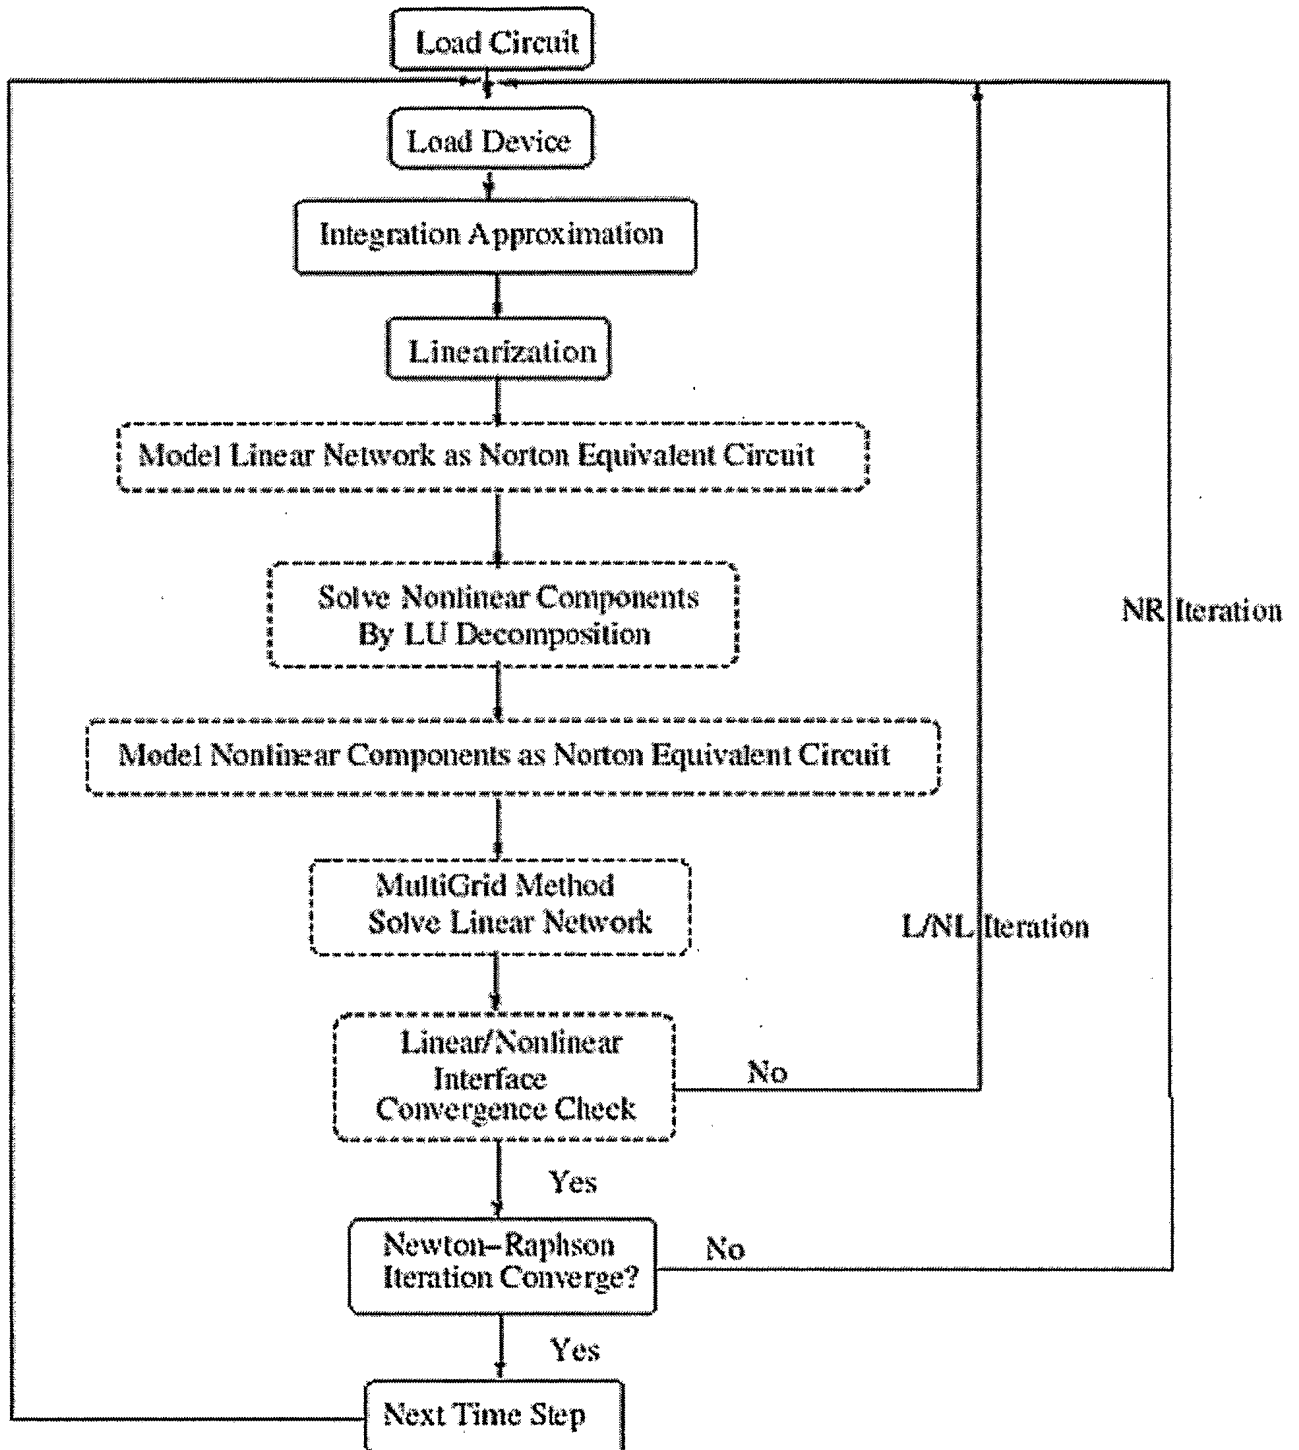 Load Circuit
Load Device
Integration Approximation
Linearization
Model Linear Network as Norton Equivalent Circuit
Solve Nonlinear Components
By LU Decomposition
NR Iteration
Model Nonlinear Components as Norton Equivalent Circuit
MultiGrid Method
Solve Linear Network
L/NL Iteration
Linear/Nonlinear
Interface
Convergence Check
No
Yes
Newton-Raphson
Iteration Converge?
No
Yes
Next Time Step